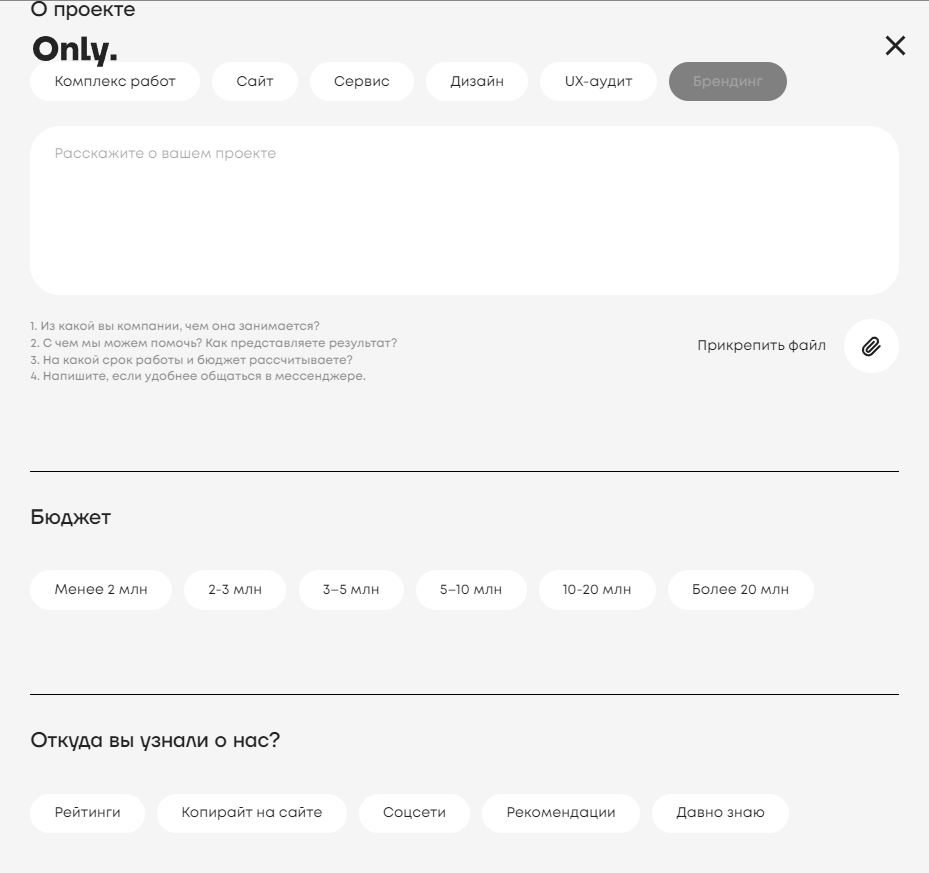 О проекте
Only.
Комплекс работ Сайт Сервис Дизайн UX-аудит Брендинг
Расскажите о вашем проекте
1. Из какой вы компании, чем она занимается?
2. С чем мы можем помочь? Как представляете результат?
3. На какой срок работы и бюджет рассчитываете?
4. Напишите, если удобнее общаться в мессенджере.
Прикрепить файл
Бюджет
Менее 2 млн 2-3 млн 3–5 млн 5–10 млн 10-20 млн Более 20 млн
Откуда вы узнали о нас?
Рейтинги Копирайт на сайте Соцсети Рекомендации Давно знаю